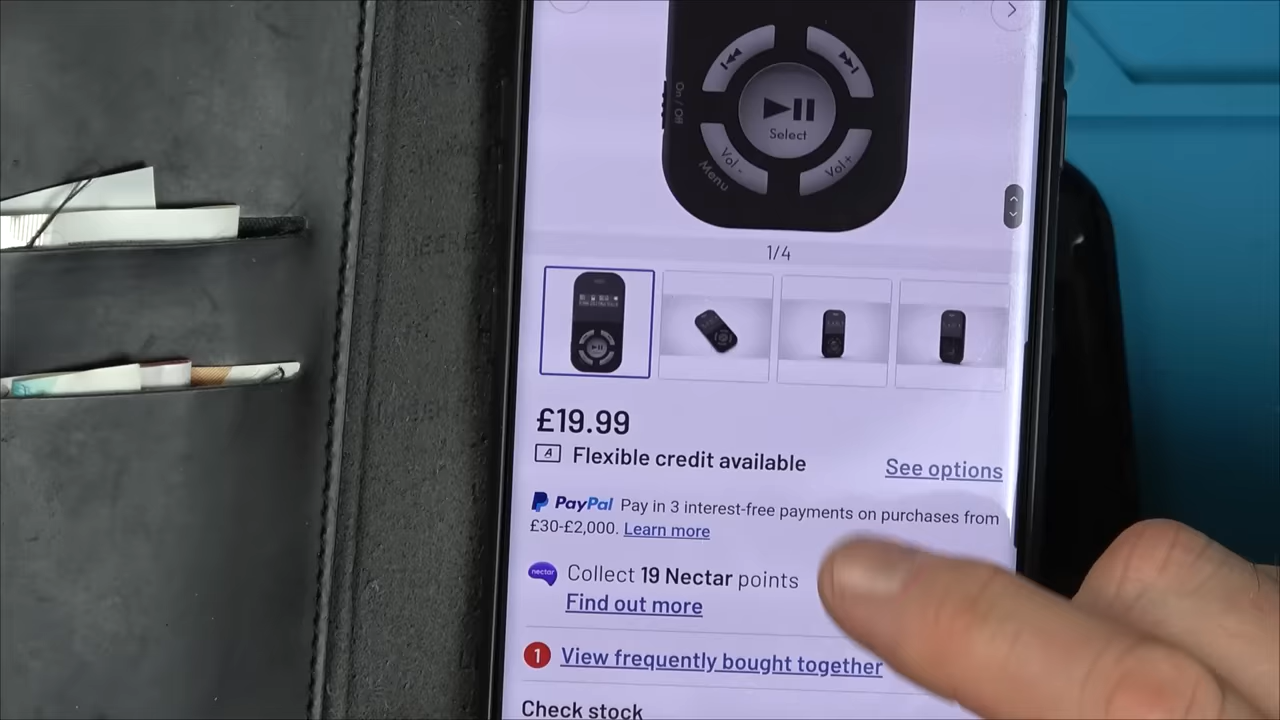 On / Off
Select
Vol -
Vol+
Menu
1/4
£19.99
Flexible credit available
See options
PayPal Pay in 3 interest-free payments on purchases from
£30-£2,000. Learn more
nectar
Collect 19 Nectar points
Find out more
1 View frequently bought together
Check stock